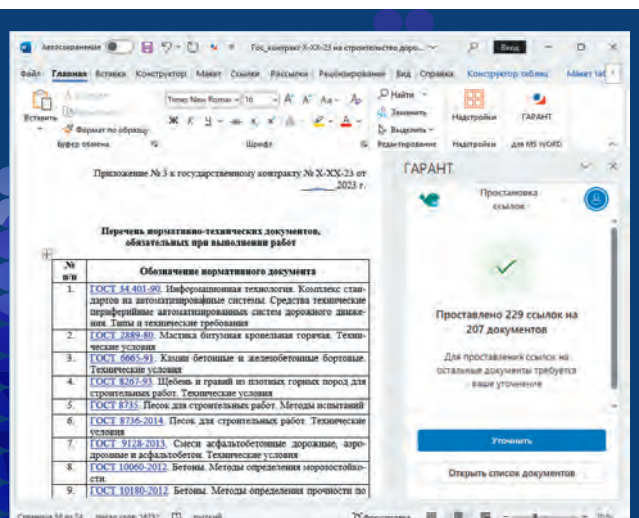 Автосохранение
Гос_контракт X-XX-23 на строительство доро...
Вход
Файл Главная Вставка Конструктор Макет Ссылки Рассылки Рецензирование Вид Справка Конструктор таблиц Макет таб
Вставить
Формат по образцу
Буфер обмена
Times New Roman 16
Ж К Ч
Шрифт
Найти
Заменить
Выделить
Редактирование
Надстройки
Надстройки
ГАРАНТ
для MS WORD
Приложение № 3 к государственному контракту № X-XX-23 от
2023 г.
Перечень нормативно-технических документов,
обязательных при выполнении работ
№ п/п Обозначение нормативного документа
1. ГОСТ 34.401-90. Информационная технология. Комплекс стан-
дартов на автоматизированные системы. Средства технические
периферийные автоматизированных систем дорожного движе-
ния. Типы и технические требования
2. ГОСТ 2889-80. Мастика битумная кровельная горячая. Техни-
ческие условия
3. ГОСТ 6665-91. Камни бетонные и железобетонные бортовые.
Технические условия
4. ГОСТ 8267-93. Щебень и гравий из плотных горных пород для
строительных работ. Технические условия
5. ГОСТ 8735. Песок для строительных работ. Методы испытаний
6. ГОСТ 8736-2014. Песок для строительных работ. Технические
условия
7. ГОСТ 9128-2013. Смеси асфальтобетонные дорожные, аэро-
дромные и асфальтобетон. Технические условия
8. ГОСТ 10060-2012. Бетоны. Методы определения морозостойко-
сти.
9. ГОСТ 10180-2012. Бетоны. Методы определения прочности по
ГАРАНТ
Простановка
ссылок
Проставлено 229 ссылок на
207 документов
Для проставления ссылок на
остальные документы требуется
ваше уточнение
Уточнить
Открыть список документов